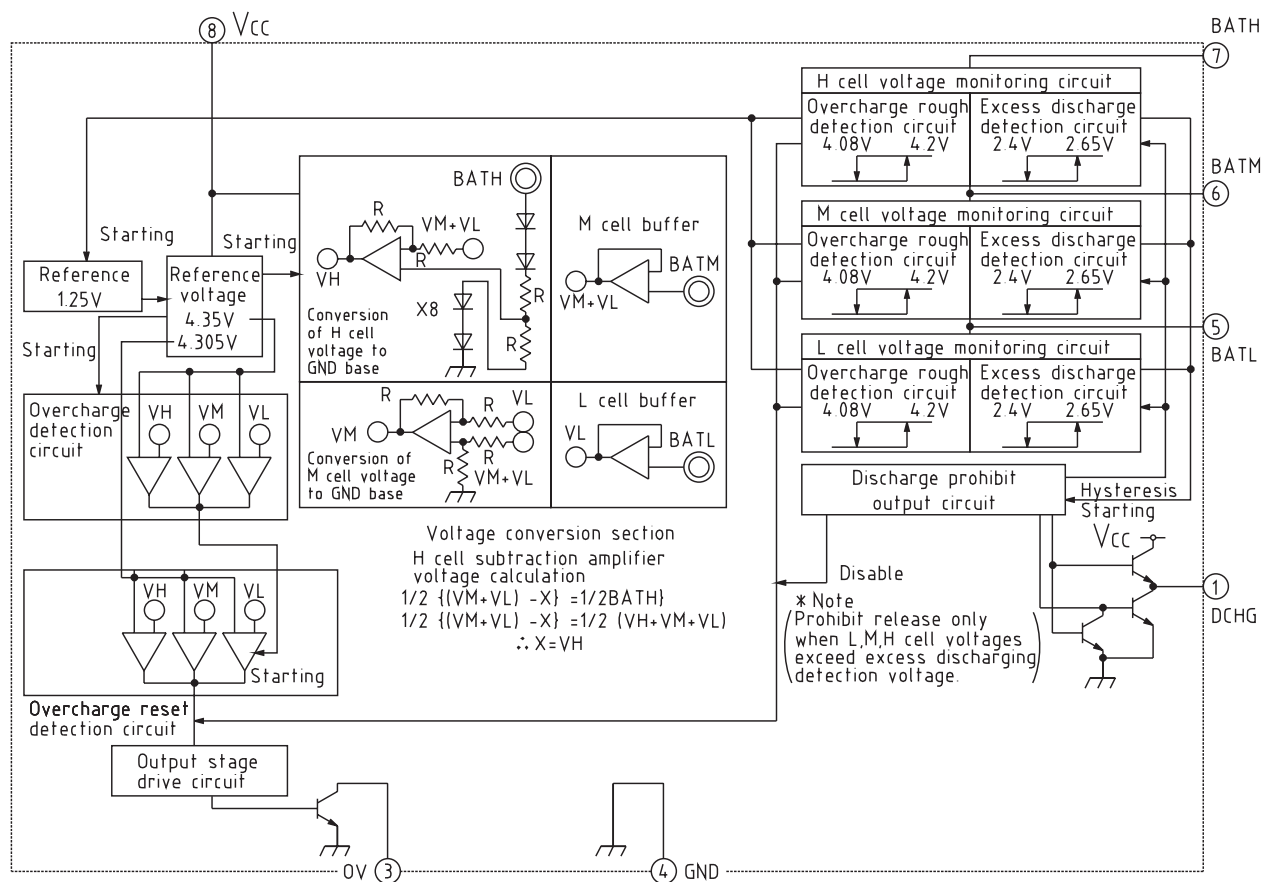 8 VCC
BATH
7
H cell voltage monitoring circuit
Overcharge rough
detection circuit
4.08V 4.2V
Excess discharge
detection circuit
2.4V 2.65V
BATM
6
M cell voltage monitoring circuit
Overcharge rough
detection circuit
4.08V 4.2V
Excess discharge
detection circuit
2.4V 2.65V
5
BATL
L cell voltage monitoring circuit
Overcharge rough
detection circuit
4.08V 4.2V
Excess discharge
detection circuit
2.4V 2.65V
Starting
Starting
Reference
1.25V
Reference
voltage
4.35V
4.305V
Starting
BATH
R
VM+VL
R
VH
X8
R
R
Conversion
of H cell
voltage to
GND base
M cell buffer
BATM
VM+VL
R
R
VL
VM
R
R
VM+VL
Conversion of
M cell voltage
to GND base
L cell buffer
VL
BATL
Overcharge
detection
circuit
VH VM VL
VH VM VL
Starting
Overcharge reset
detection circuit
Output stage
drive circuit
Voltage conversion section
H cell subtraction amplifier
voltage calculation
1/2 {(VM+VL) -X} =1/2BATH}
1/2 {(VM+VL) -X} =1/2 (VH+VM+VL)
∴ X=VH
Discharge prohibit
output circuit
Hysteresis
Starting
VCC
Disable
* Note
(Prohibit release only
when L,M,H cell voltages
exceed excess discharging
detection voltage.)
1
DCHG
OV 3
4 GND